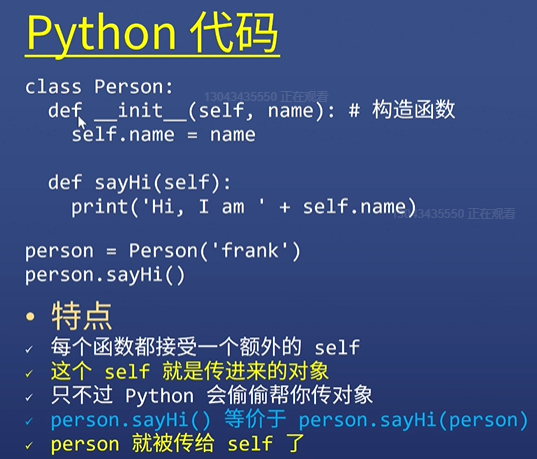 Python 代码
class Person:
  def __init__(self, name): # 构造函数
    self.name = name
  def sayHi(self):
    print('Hi, I am ' + self.name)
person = Person('frank')
person.sayHi()
• 特点
✓ 每个函数都接受一个额外的 self
✓ 这个 self 就是传进来的对象
✓ 只不过 Python 会偷偷帮你传对象
✓ person.sayHi() 等价于 person.sayHi(person)
✓ person 就被传给 self 了
13043435550 正在观看
13043435550 正在观看